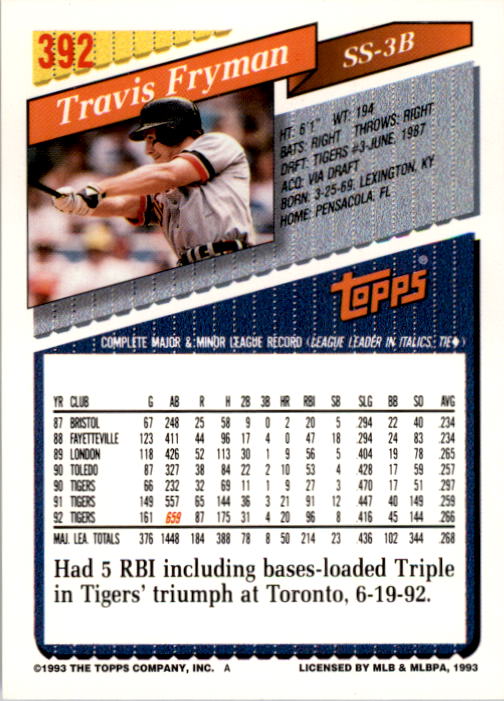 392
Travis Fryman
SS-3B
HT: 6'1" WT: 194
BATS: RIGHT THROWS: RIGHT
DRFT: TIGERS #3-JUNE, 1987
ACQ: VIA DRAFT
BORN: 3-25-69, LEXINGTON, KY
HOME: PENSACOLA, FL
TOPPS®
COMPLETE MAJOR & MINOR LEAGUE RECORD (LEAGUE LEADER IN ITALICS, TIE♦)
YR CLUB G AB R H 2B 3B HR RBI SB SLG BB SO AVG
87 BRISTOL 67 248 25 58 9 0 2 20 5 .294 22 40 .234
88 FAYETTEVILLE 123 411 44 96 17 4 0 47 18 .294 24 83 .234
89 LONDON 118 426 52 113 30 1 9 56 5 .404 19 78 .265
90 TOLEDO 87 327 38 84 22 2 10 53 4 .428 17 59 .257
90 TIGERS 66 232 32 69 11 1 9 27 3 .470 17 51 .297
91 TIGERS 149 557 65 144 36 3 21 91 12 .447 40 149 .259
92 TIGERS 161 659 87 175 31 4 20 96 8 .416 45 144 .266
MAJ. LEA. TOTALS 376 1448 184 388 78 8 50 214 23 .436 102 344 .268
Had 5 RBI including bases-loaded Triple
in Tigers' triumph at Toronto, 6-19-92.
©1993 THE TOPPS COMPANY, INC. A
LICENSED BY MLB & MLBPA, 1993